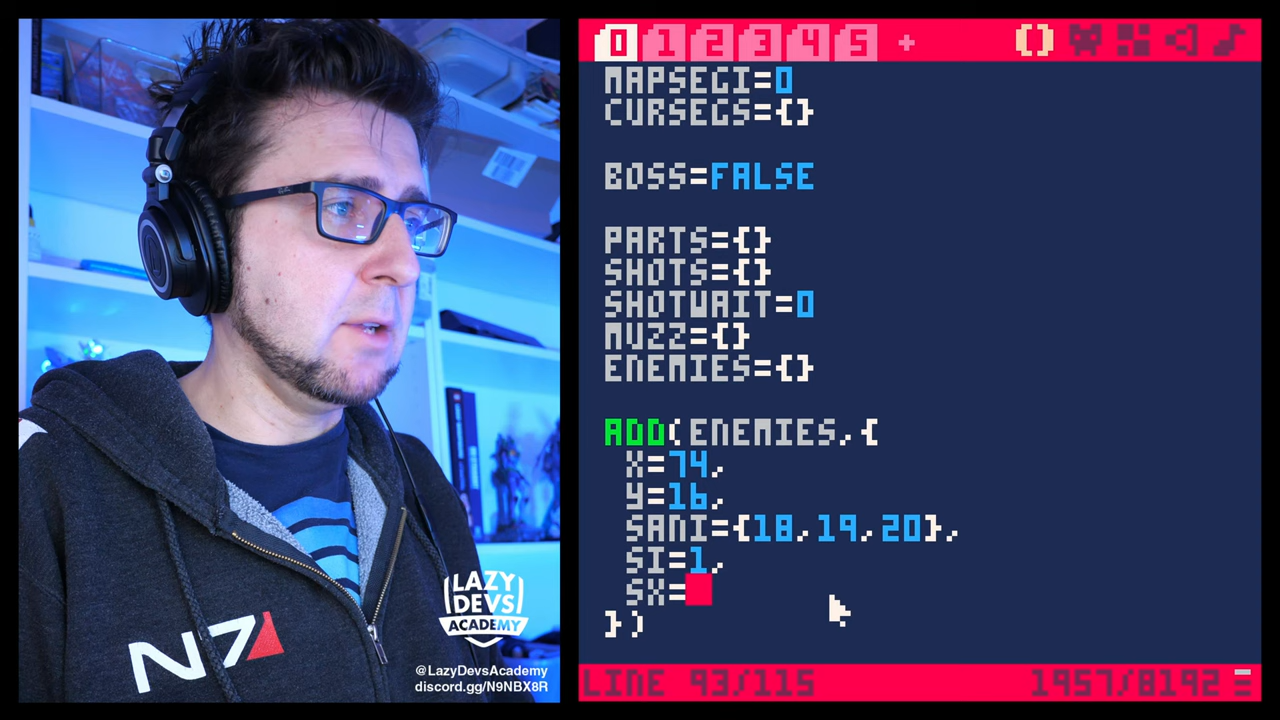 0 1 2 3 4 5 +
MAPSEGI=0
CURSEGS={}
BOSS=FALSE
PARTS={}
SHOTS={}
SHOTWAIT=0
MUZZ={}
ENEMIES={}
ADD(ENEMIES,{
X=74,
Y=16,
SANI={18,19,20},
SI=1,
SX=
})
LINE 93/115
1957/8192
N7
LAZY
DEVS
ACADEMY
@LazyDevsAcademy
discord.gg/N9NBX8R